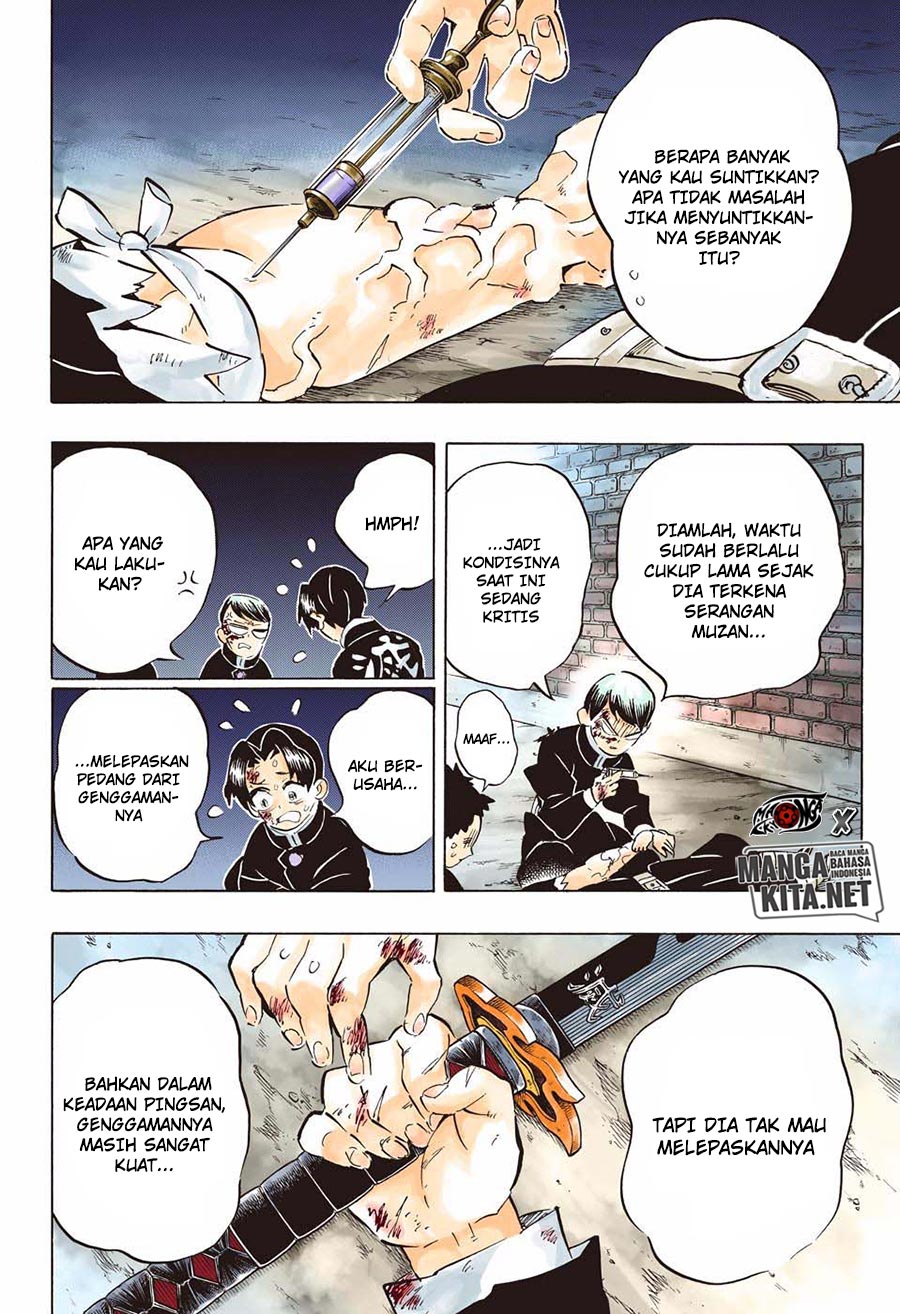 BERAPA BANYAK
YANG KAU SUNTIKKAN?
APA TIDAK MASALAH
JIKA MENYUNTIKKAN-
NYA SEBANYAK
ITU?
DIAMLAH, WAKTU
SUDAH BERLALU
CUKUP LAMA SEJAK
DIA TERKENA
SERANGAN
MUZAN...
...JADI
KONDISINYA
SAAT INI
SEDANG
KRITIS
MAAF...
HMPH!
APA YANG
KAU LAKU-
KAN?
滅
AKU BER-
USAHA...
...MELEPASKAN
PEDANG DARI
GENGGAMAN-
NYA
X
MANGA
BACA MANGA
BAHASA
INDONESIA
KITA.NET
TAPI DIA TAK MAU
MELEPASKANNYA
BAHKAN DALAM
KEADAAN PINGSAN,
GENGGAMANNYA
MASIH SANGAT
KUAT...